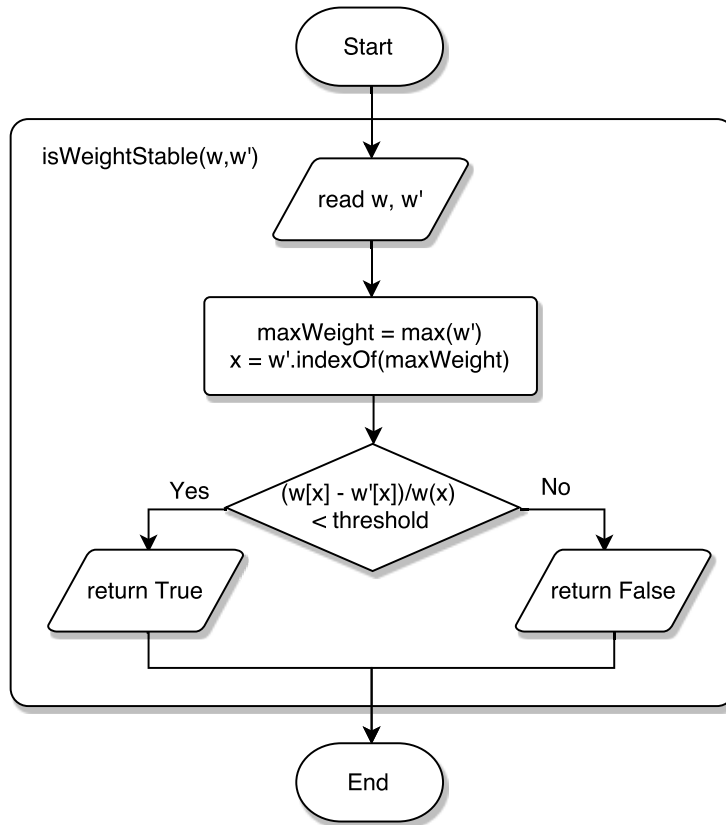 Start
isWeightStable(w,w')
read w, w'
maxWeight = max(w')
x = w'.indexOf(maxWeight)
(w[x] - w'[x])/w(x)
< threshold
Yes
No
return True
return False
End